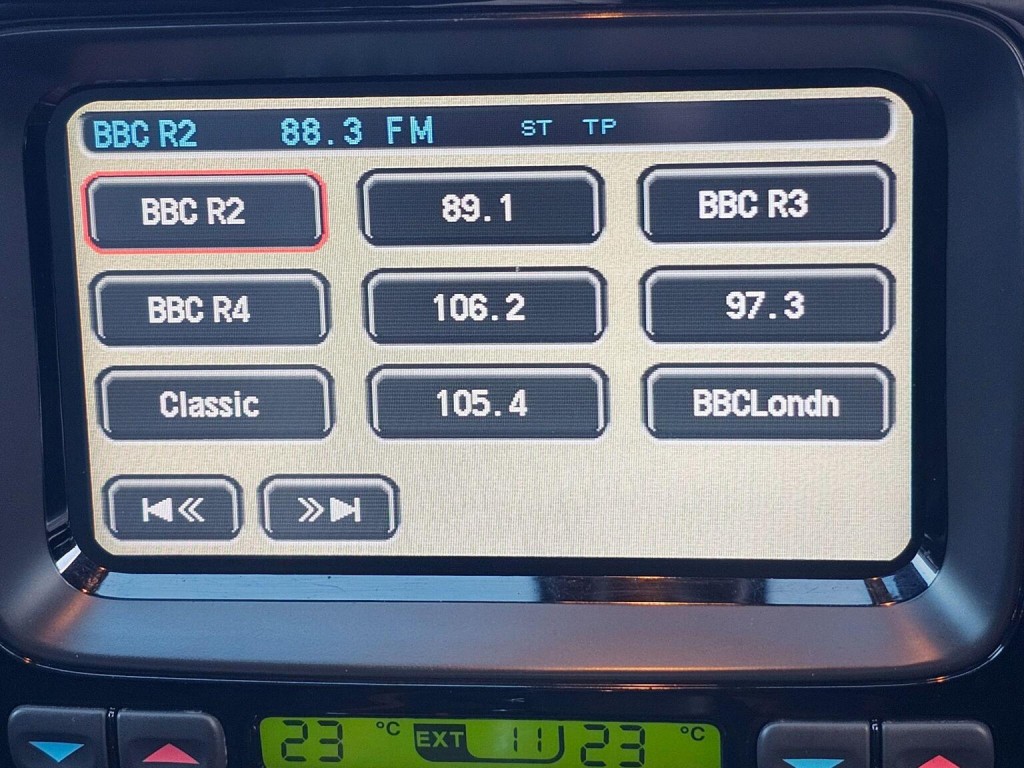 BBC R2 88.3 FM ST TP
BBC R2 89.1 BBC R3
BBC R4 106.2 97.3
Classic 105.4 BBCLondn
23 °C EXT 11 23 °C